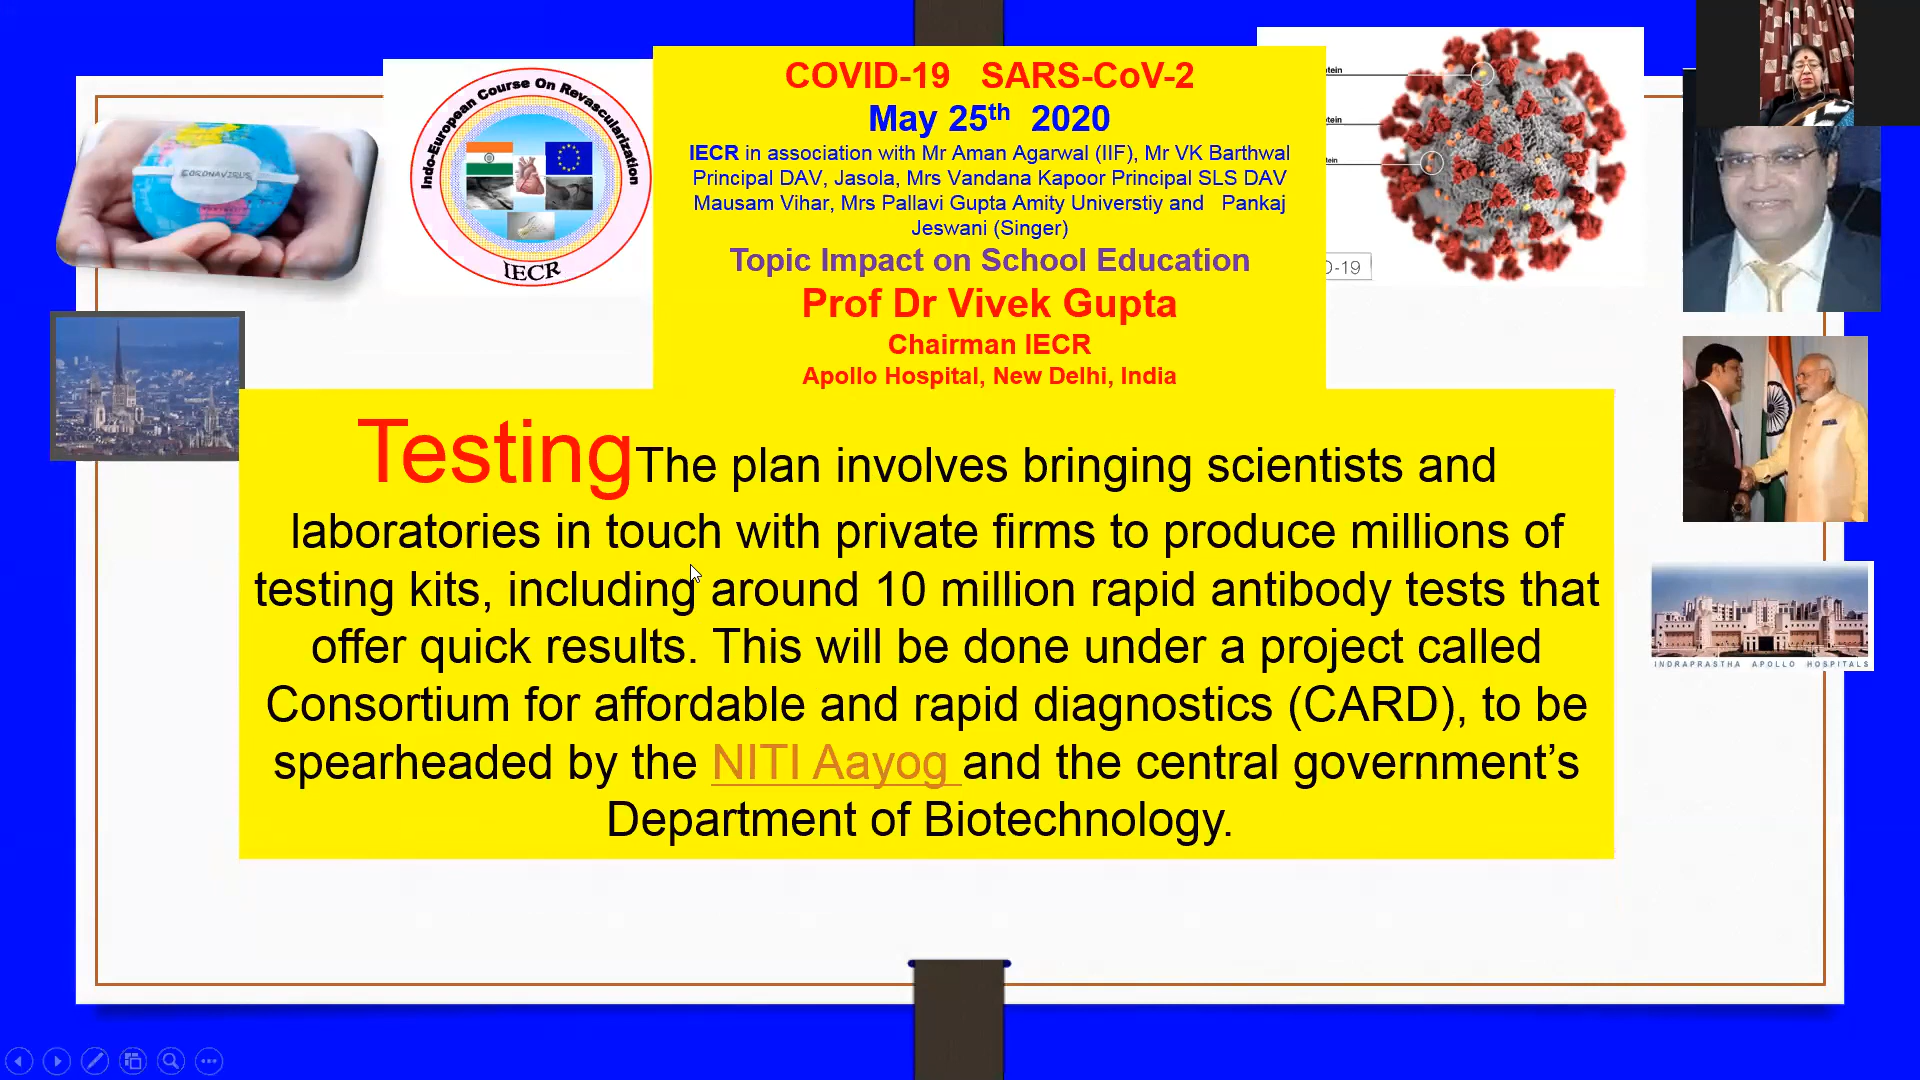 COVID-19 SARS-CoV-2
May 25th 2020
IECR in association with Mr Aman Agarwal (IIF), Mr VK Barthwal
Principal DAV, Jasola, Mrs Vandana Kapoor Principal SLS DAV
Mausam Vihar, Mrs Pallavi Gupta Amity Universtiy and Pankaj
Jeswani (Singer)
Topic Impact on School Education
Prof Dr Vivek Gupta
Chairman IECR
Apollo Hospital, New Delhi, India
Indo-European Course On Revascularization
IECR
CORONAVIRUS
tein
tein
tein
D-19
Testing The plan involves bringing scientists and
laboratories in touch with private firms to produce millions of
testing kits, including around 10 million rapid antibody tests that
offer quick results. This will be done under a project called
Consortium for affordable and rapid diagnostics (CARD), to be
spearheaded by the NITI Aayog and the central government’s
Department of Biotechnology.
INDRAPRASTHA APOLLO HOSPITALS